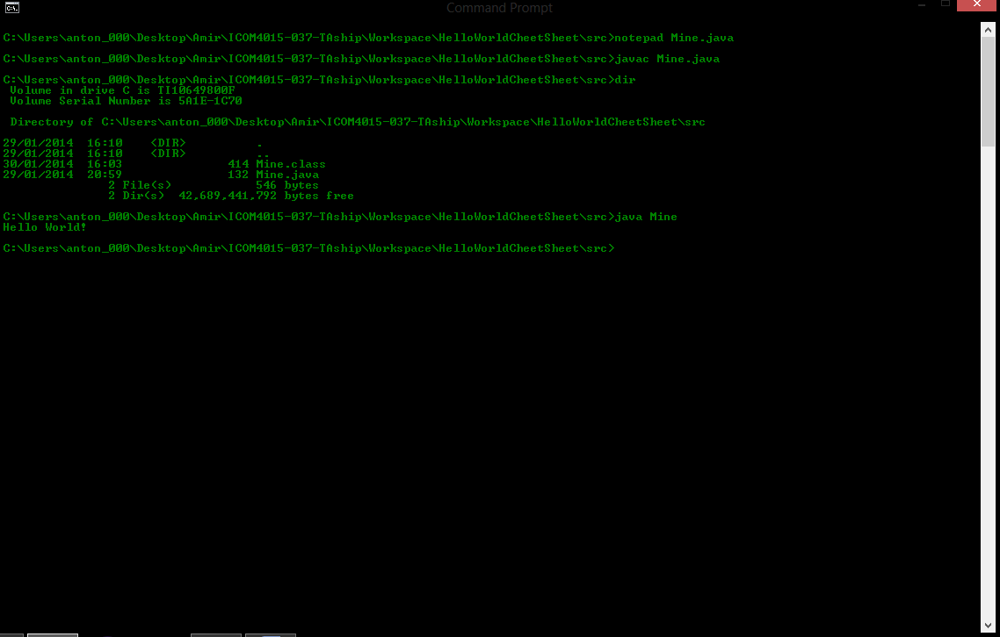 Command Prompt
C:\Users\anton_000\Desktop\Amir\ICOM4015-037-TAship\Workspace\HelloWorldCheetSheet\src>notepad Mine.java
C:\Users\anton_000\Desktop\Amir\ICOM4015-037-TAship\Workspace\HelloWorldCheetSheet\src>javac Mine.java
C:\Users\anton_000\Desktop\Amir\ICOM4015-037-TAship\Workspace\HelloWorldCheetSheet\src>dir
Volume in drive C is TI10649800F
Volume Serial Number is 5A1E-1C70
Directory of C:\Users\anton_000\Desktop\Amir\ICOM4015-037-TAship\Workspace\HelloWorldCheetSheet\src
29/01/2014  16:10    <DIR>          .
29/01/2014  16:10    <DIR>          ..
30/01/2014  16:03               414 Mine.class
29/01/2014  20:59               132 Mine.java
2 File(s)            546 bytes
2 Dir(s)  42,689,441,792 bytes free
C:\Users\anton_000\Desktop\Amir\ICOM4015-037-TAship\Workspace\HelloWorldCheetSheet\src>java Mine
Hello World!
C:\Users\anton_000\Desktop\Amir\ICOM4015-037-TAship\Workspace\HelloWorldCheetSheet\src>